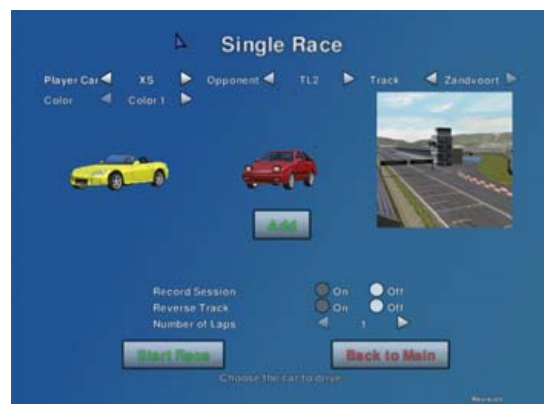 Single Race
Player Car XS Opponent TL2 Track Zandvoort
Color Color 1
Add
Record Session On Off
Reverse Track On Off
Number of Laps 1
Start Race Back to Main
Choose the car to drive